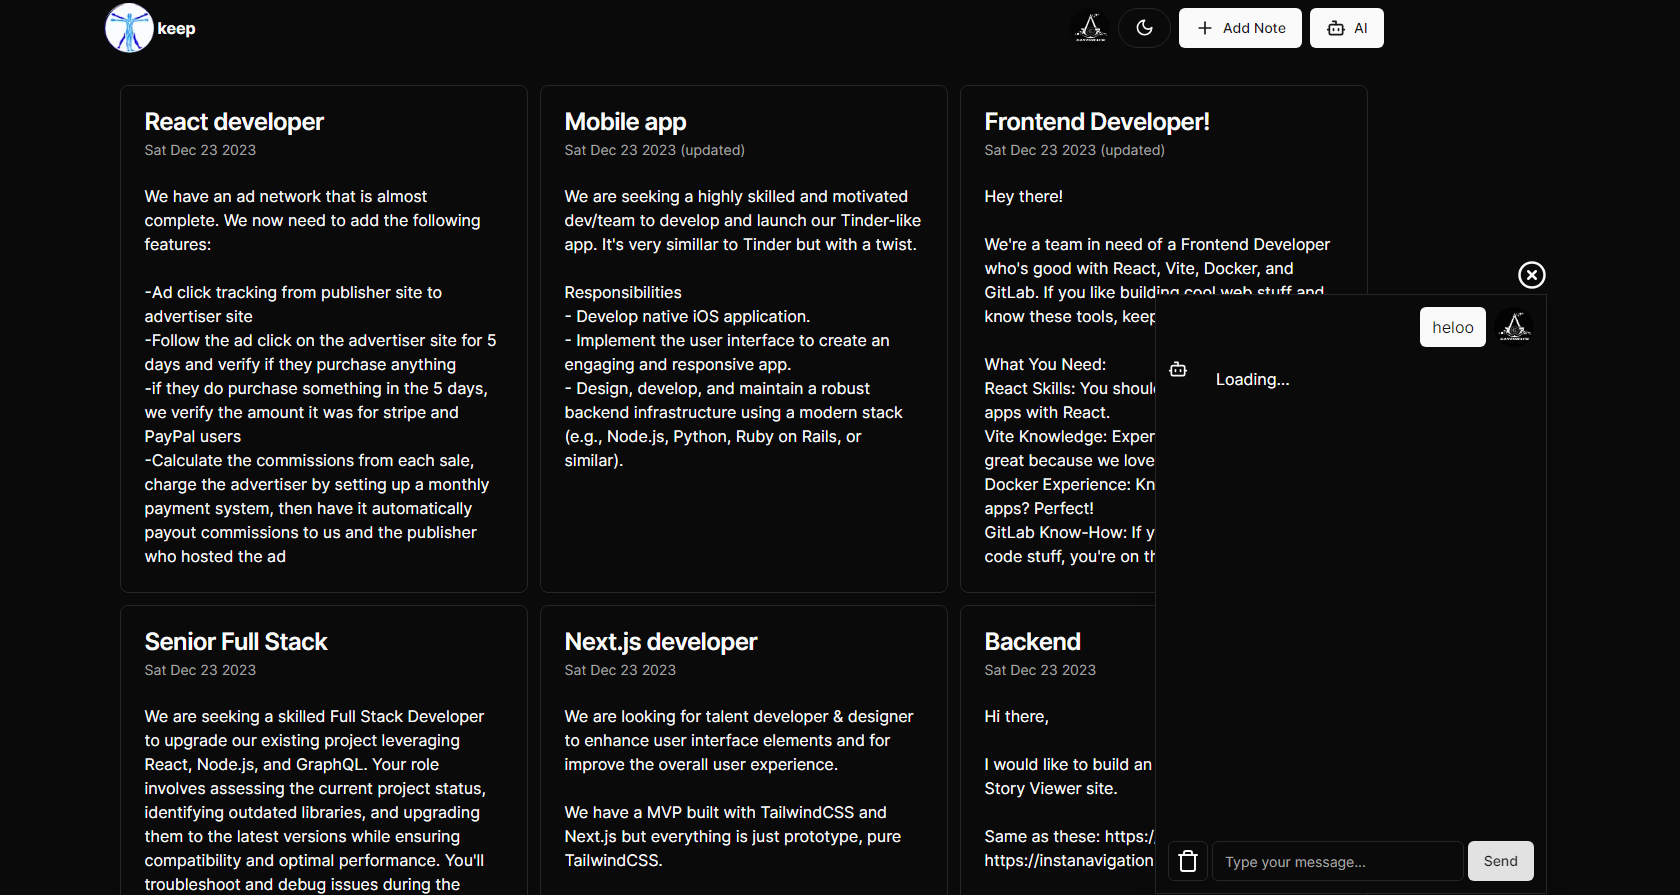 keep
Add Note
AI
React developer
Sat Dec 23 2023
We have an ad network that is almost
complete. We now need to add the following
features:
-Ad click tracking from publisher site to
advertiser site
-Follow the ad click on the advertiser site for 5
days and verify if they purchase anything
-if they do purchase something in the 5 days,
we verify the amount it was for stripe and
PayPal users
-Calculate the commissions from each sale,
charge the advertiser by setting up a monthly
payment system, then have it automatically
payout commissions to us and the publisher
who hosted the ad
Mobile app
Sat Dec 23 2023 (updated)
We are seeking a highly skilled and motivated
dev/team to develop and launch our Tinder-like
app. It's very simillar to Tinder but with a twist.
Responsibilities
- Develop native iOS application.
- Implement the user interface to create an
engaging and responsive app.
- Design, develop, and maintain a robust
backend infrastructure using a modern stack
(e.g., Node.js, Python, Ruby on Rails, or
similar).
Frontend Developer!
Sat Dec 23 2023 (updated)
Hey there!
We're a team in need of a Frontend Developer
who's good with React, Vite, Docker, and
GitLab. If you like building cool web stuff and
know these tools, keep
What You Need:
React Skills: You should
apps with React.
Vite Knowledge: Exper
great because we love
Docker Experience: Kn
apps? Perfect!
GitLab Know-How: If y
code stuff, you're on th
Senior Full Stack
Sat Dec 23 2023
We are seeking a skilled Full Stack Developer
to upgrade our existing project leveraging
React, Node.js, and GraphQL. Your role
involves assessing the current project status,
identifying outdated libraries, and upgrading
them to the latest versions while ensuring
compatibility and optimal performance. You'll
troubleshoot and debug issues during the
Next.js developer
Sat Dec 23 2023
We are looking for talent developer & designer
to enhance user interface elements and for
improve the overall user experience.
We have a MVP built with TailwindCSS and
Next.js but everything is just prototype, pure
TailwindCSS.
Backend
Sat Dec 23 2023
Hi there,
I would like to build an
Story Viewer site.
Same as these: https:/
https://instanavigation
heloo
Loading...
Type your message...
Send